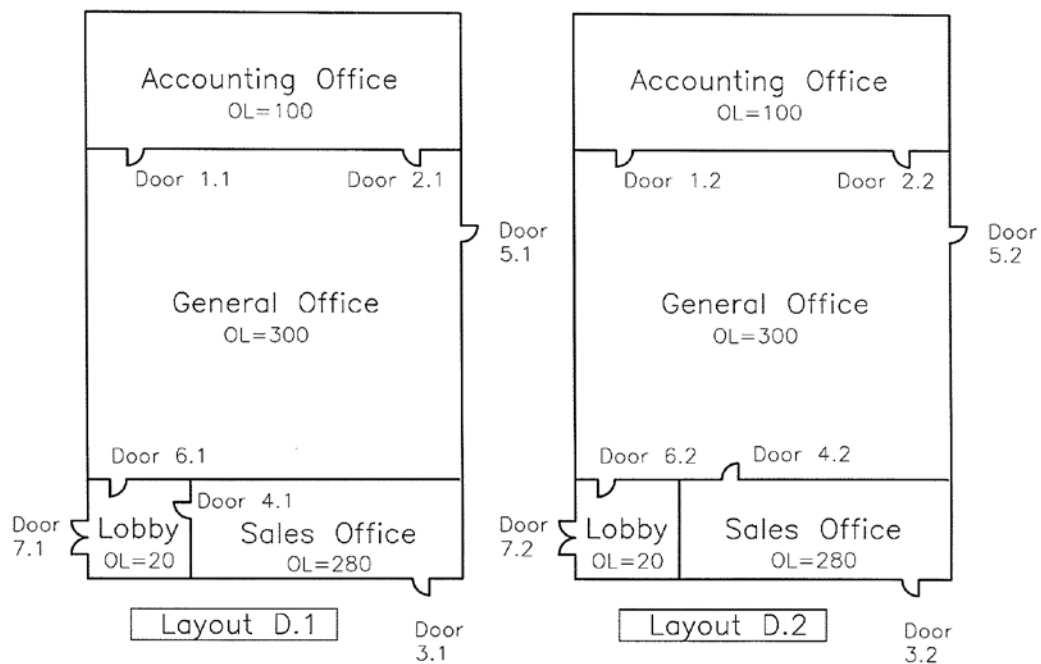 Accounting Office
OL=100
Door 1.1
Door 2.1
Door
5.1
General Office
OL=300
Door 6.1
Door 4.1
Door
7.1
Lobby
OL=20
Sales Office
OL=280
Layout D.1
Door
3.1
Accounting Office
OL=100
Door 1.2
Door 2.2
Door
5.2
General Office
OL=300
Door 6.2
Door 4.2
Door
7.2
Lobby
OL=20
Sales Office
OL=280
Layout D.2
Door
3.2